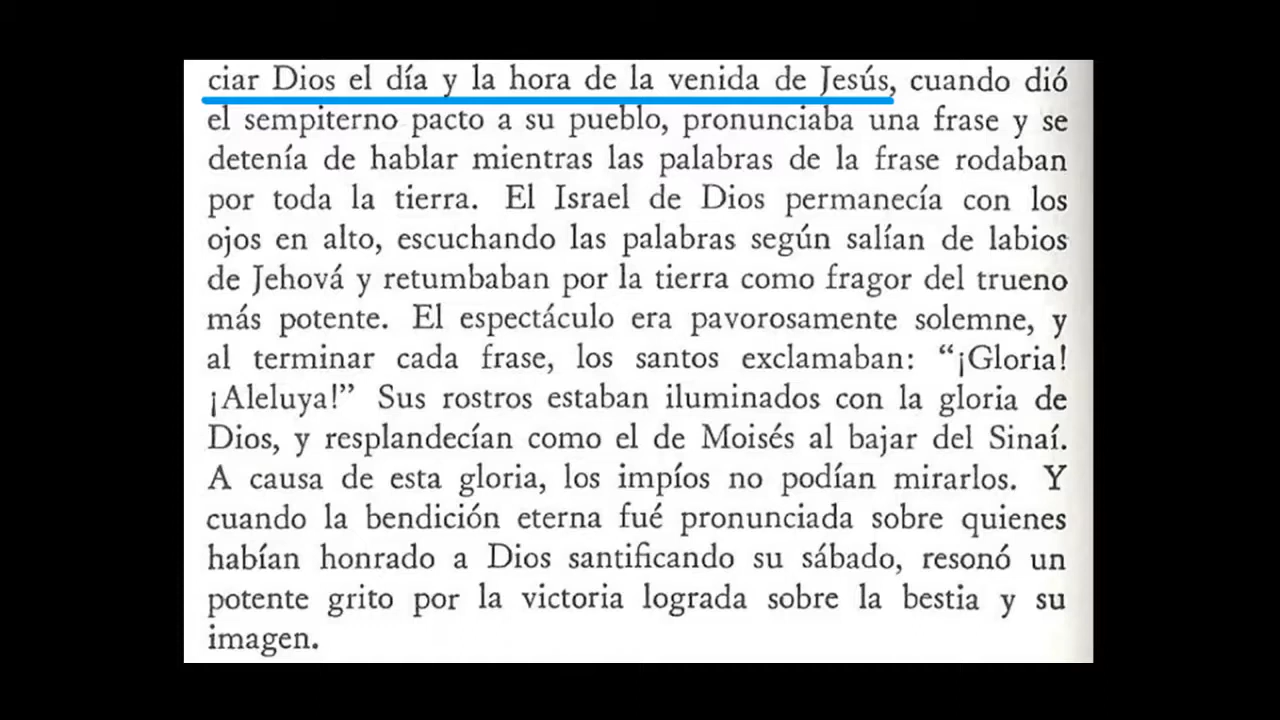 ciar Dios el día y la hora de la venida de Jesús, cuando dió
el sempiterno pacto a su pueblo, pronunciaba una frase y se
detenía de hablar mientras las palabras de la frase rodaban
por toda la tierra. El Israel de Dios permanecía con los
ojos en alto, escuchando las palabras según salían de labios
de Jehová y retumbaban por la tierra como fragor del trueno
más potente. El espectáculo era pavorosamente solemne, y
al terminar cada frase, los santos exclamaban: “¡Gloria!
¡Aleluya!” Sus rostros estaban iluminados con la gloria de
Dios, y resplandecían como el de Moisés al bajar del Sinaí.
A causa de esta gloria, los impíos no podían mirarlos. Y
cuando la bendición eterna fué pronunciada sobre quienes
habían honrado a Dios santificando su sábado, resonó un
potente grito por la victoria lograda sobre la bestia y su
imagen.